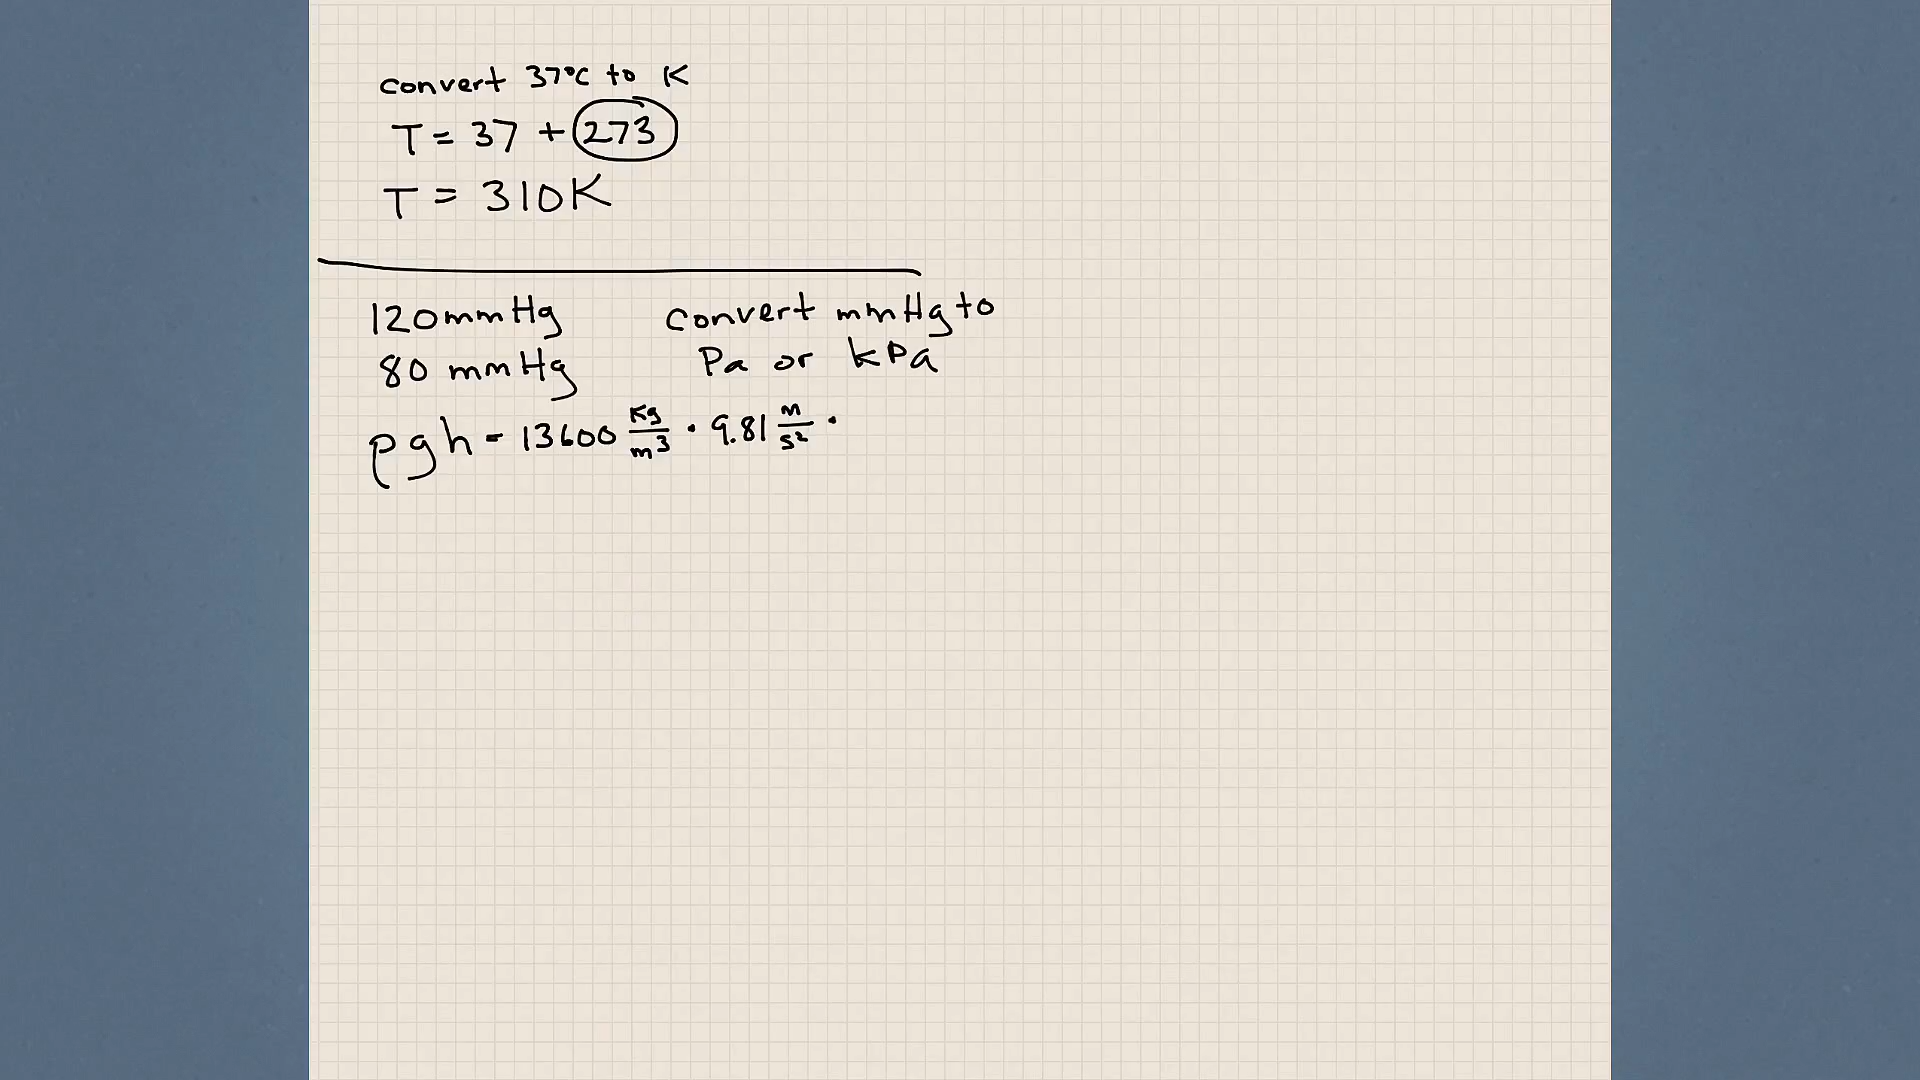 convert 37°C to K
T = 37 + 273
T = 310K
120mmHg convert mmHg to
80 mmHg Pa or kPa
ρgh = 13600 Kg/m³ · 9.81 m/s² ·